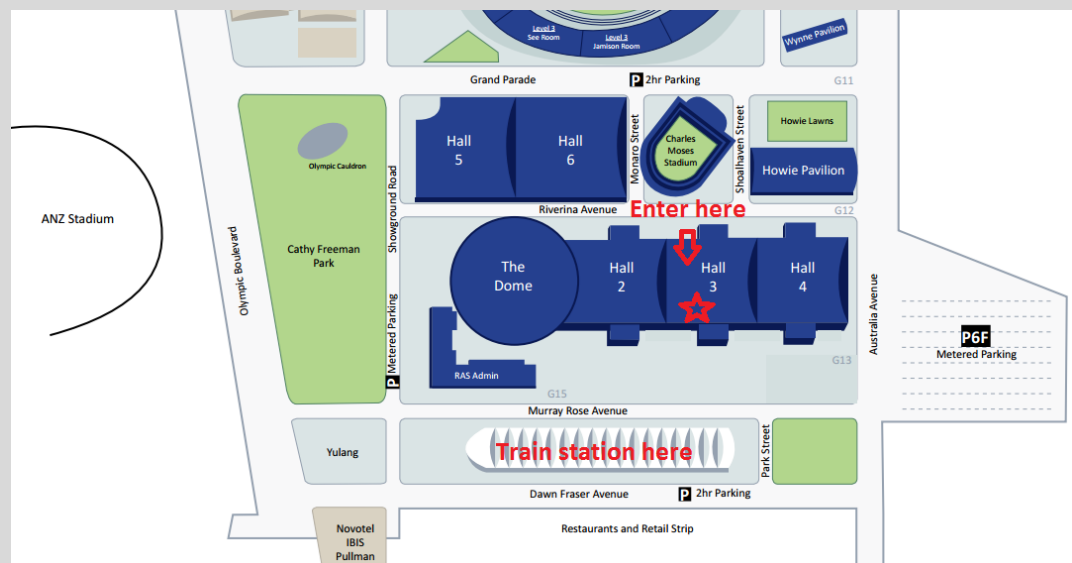 Level 3
See Room
Level 3
Jamison Room
Wynne Pavilion
Grand Parade
P 2hr Parking
G11
Hall
5
Hall
6
Monaro Street
Charles
Moses
Stadium
Shoalhaven Street
Howie Lawns
Howie Pavilion
Olympic Cauldron
ANZ Stadium
Showground Road
Riverina Avenue
Enter here
G12
Olympic Boulevard
Cathy Freeman
Park
The
Dome
Hall
2
Hall
3
Hall
4
Australia Avenue
P6F
Metered Parking
P Metered Parking
RAS Admin
G13
G15
Murray Rose Avenue
Yulang
Train station here
Park Street
Dawn Fraser Avenue
P 2hr Parking
Novotel
IBIS
Pullman
Restaurants and Retail Strip